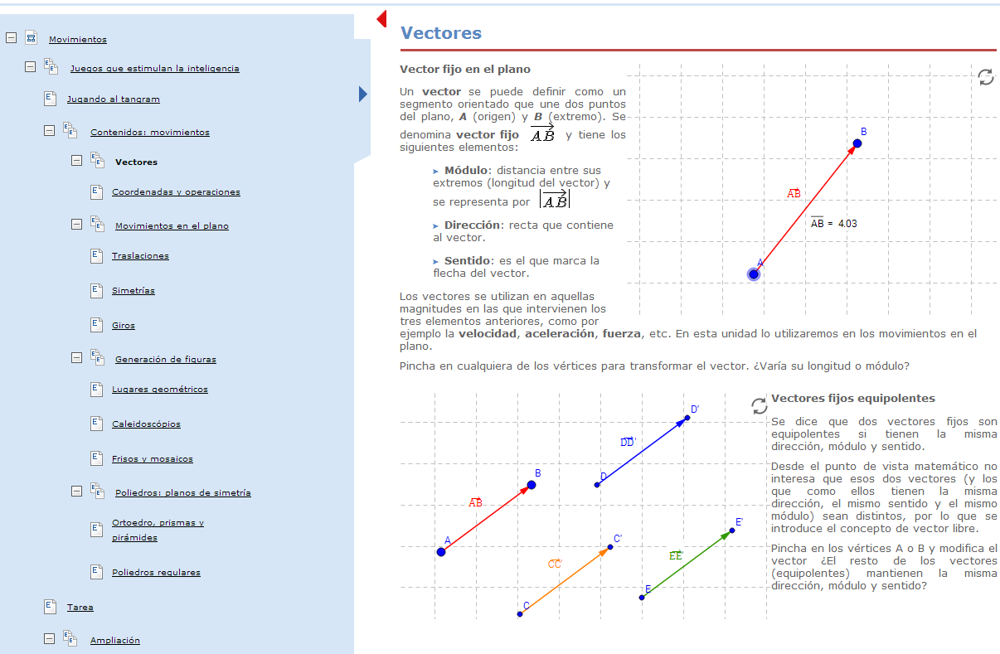 Movimientos
Juegos que estimulan la inteligencia
Jugando al tangram
Contenidos: movimientos
Vectores
Coordenadas y operaciones
Movimientos en el plano
Traslaciones
Simetrías
Giros
Generación de figuras
Lugares geométricos
Caleidoscópios
Frisos y mosaicos
Poliedros: planos de simetría
Ortoedro, prismas y
pirámides
Poliedros regulares
Tarea
Ampliación
Vectores
Vector fijo en el plano
Un vector se puede definir como un
segmento orientado que une dos puntos
del plano, A (origen) y B (extremo). Se
denomina vector fijo AB y tiene los
siguientes elementos:
➤ Módulo: distancia entre sus
extremos (longitud del vector) y
se representa por |AB|
➤ Dirección: recta que contiene
al vector.
➤ Sentido: es el que marca la
flecha del vector.
Los vectores se utilizan en aquellas
magnitudes en las que intervienen los
tres elementos anteriores, como por
ejemplo la velocidad, aceleración, fuerza, etc. En esta unidad lo utilizaremos en los movimientos en el
plano.
Pincha en cualquiera de los vértices para transformar el vector. ¿Varía su longitud o módulo?
B
AB
AB = 4.03
A
D'
DD'
D
B
AB
A
E'
C'
EE'
CC'
E
C
Vectores fijos equipolentes
Se dice que dos vectores fijos son
equipolentes si tienen la misma
dirección, módulo y sentido.
Desde el punto de vista matemático no
interesa que esos dos vectores (y los
que como ellos tienen la misma
dirección, el mismo sentido y el mismo
módulo) sean distintos, por lo que se
introduce el concepto de vector libre.
Pincha en los vértices A o B y modifica el
vector ¿El resto de los vectores
(equipolentes) mantienen la misma
dirección, módulo y sentido?